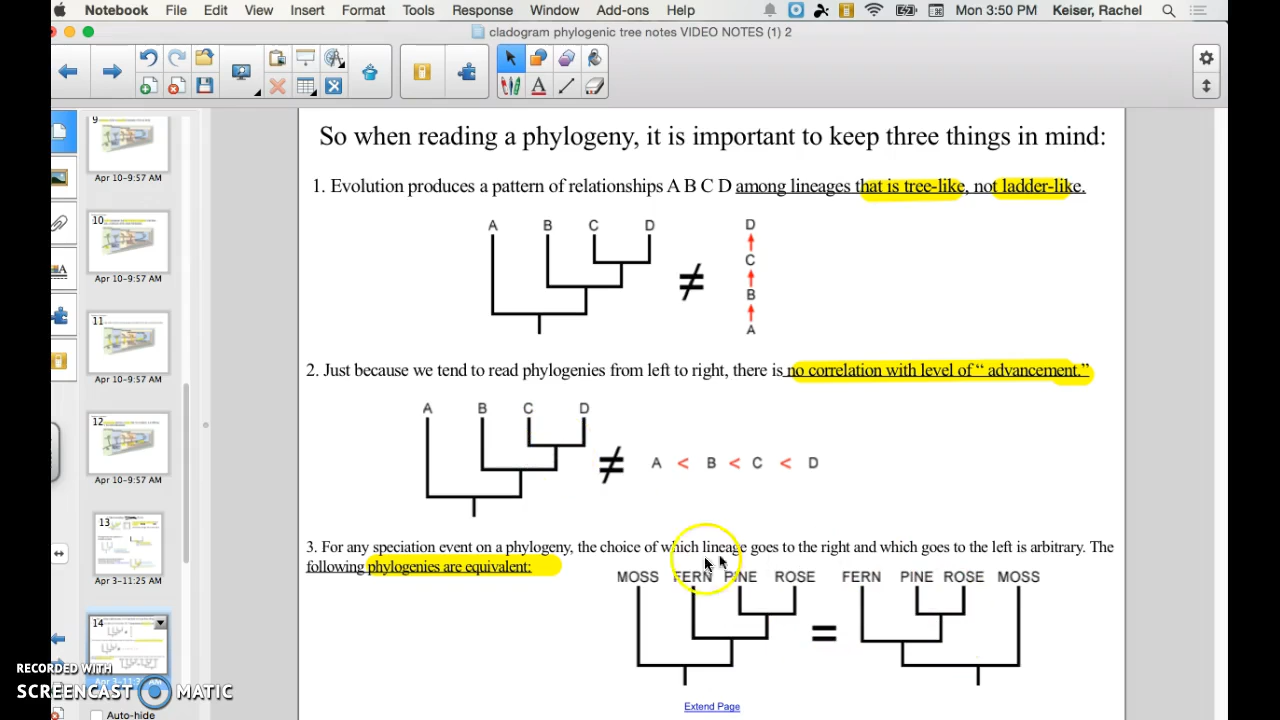 Notebook File Edit View Insert Format Tools Response Window Add-ons Help Mon 3:50 PM Keiser, Rachel
cladogram phylogenic tree notes VIDEO NOTES (1) 2
So when reading a phylogeny, it is important to keep three things in mind:
1. Evolution produces a pattern of relationships A B C D among lineages that is tree-like, not ladder-like.
A B C D
≠
D
C
B
A
2. Just because we tend to read phylogenies from left to right, there is no correlation with level of “ advancement.”
A B C D
≠ A < B < C < D
3. For any speciation event on a phylogeny, the choice of which lineage goes to the right and which goes to the left is arbitrary. The
following phylogenies are equivalent:
MOSS FERN PINE ROSE FERN PINE ROSE MOSS
=
Extend Page
9
Apr 10-9:57 AM
10
Apr 10-9:57 AM
11
Apr 10-9:57 AM
12
Apr 10-9:57 AM
13
Apr 3-11:25 AM
14
RECORDED WITH
SCREENCAST MATIC
Auto-hide